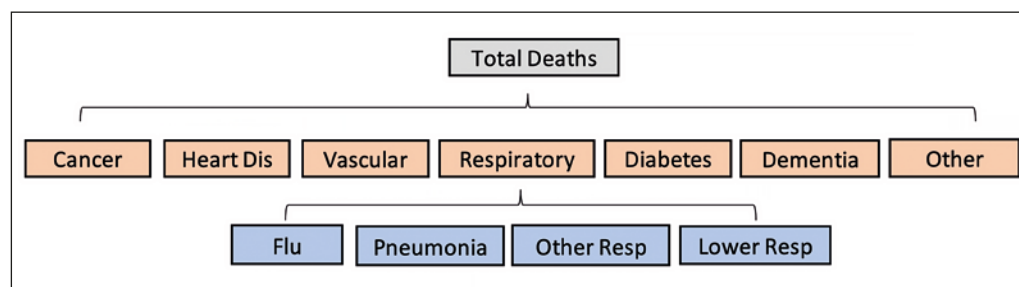 Total Deaths
Cancer Heart Dis Vascular Respiratory Diabetes Dementia Other
Flu Pneumonia Other Resp Lower Resp